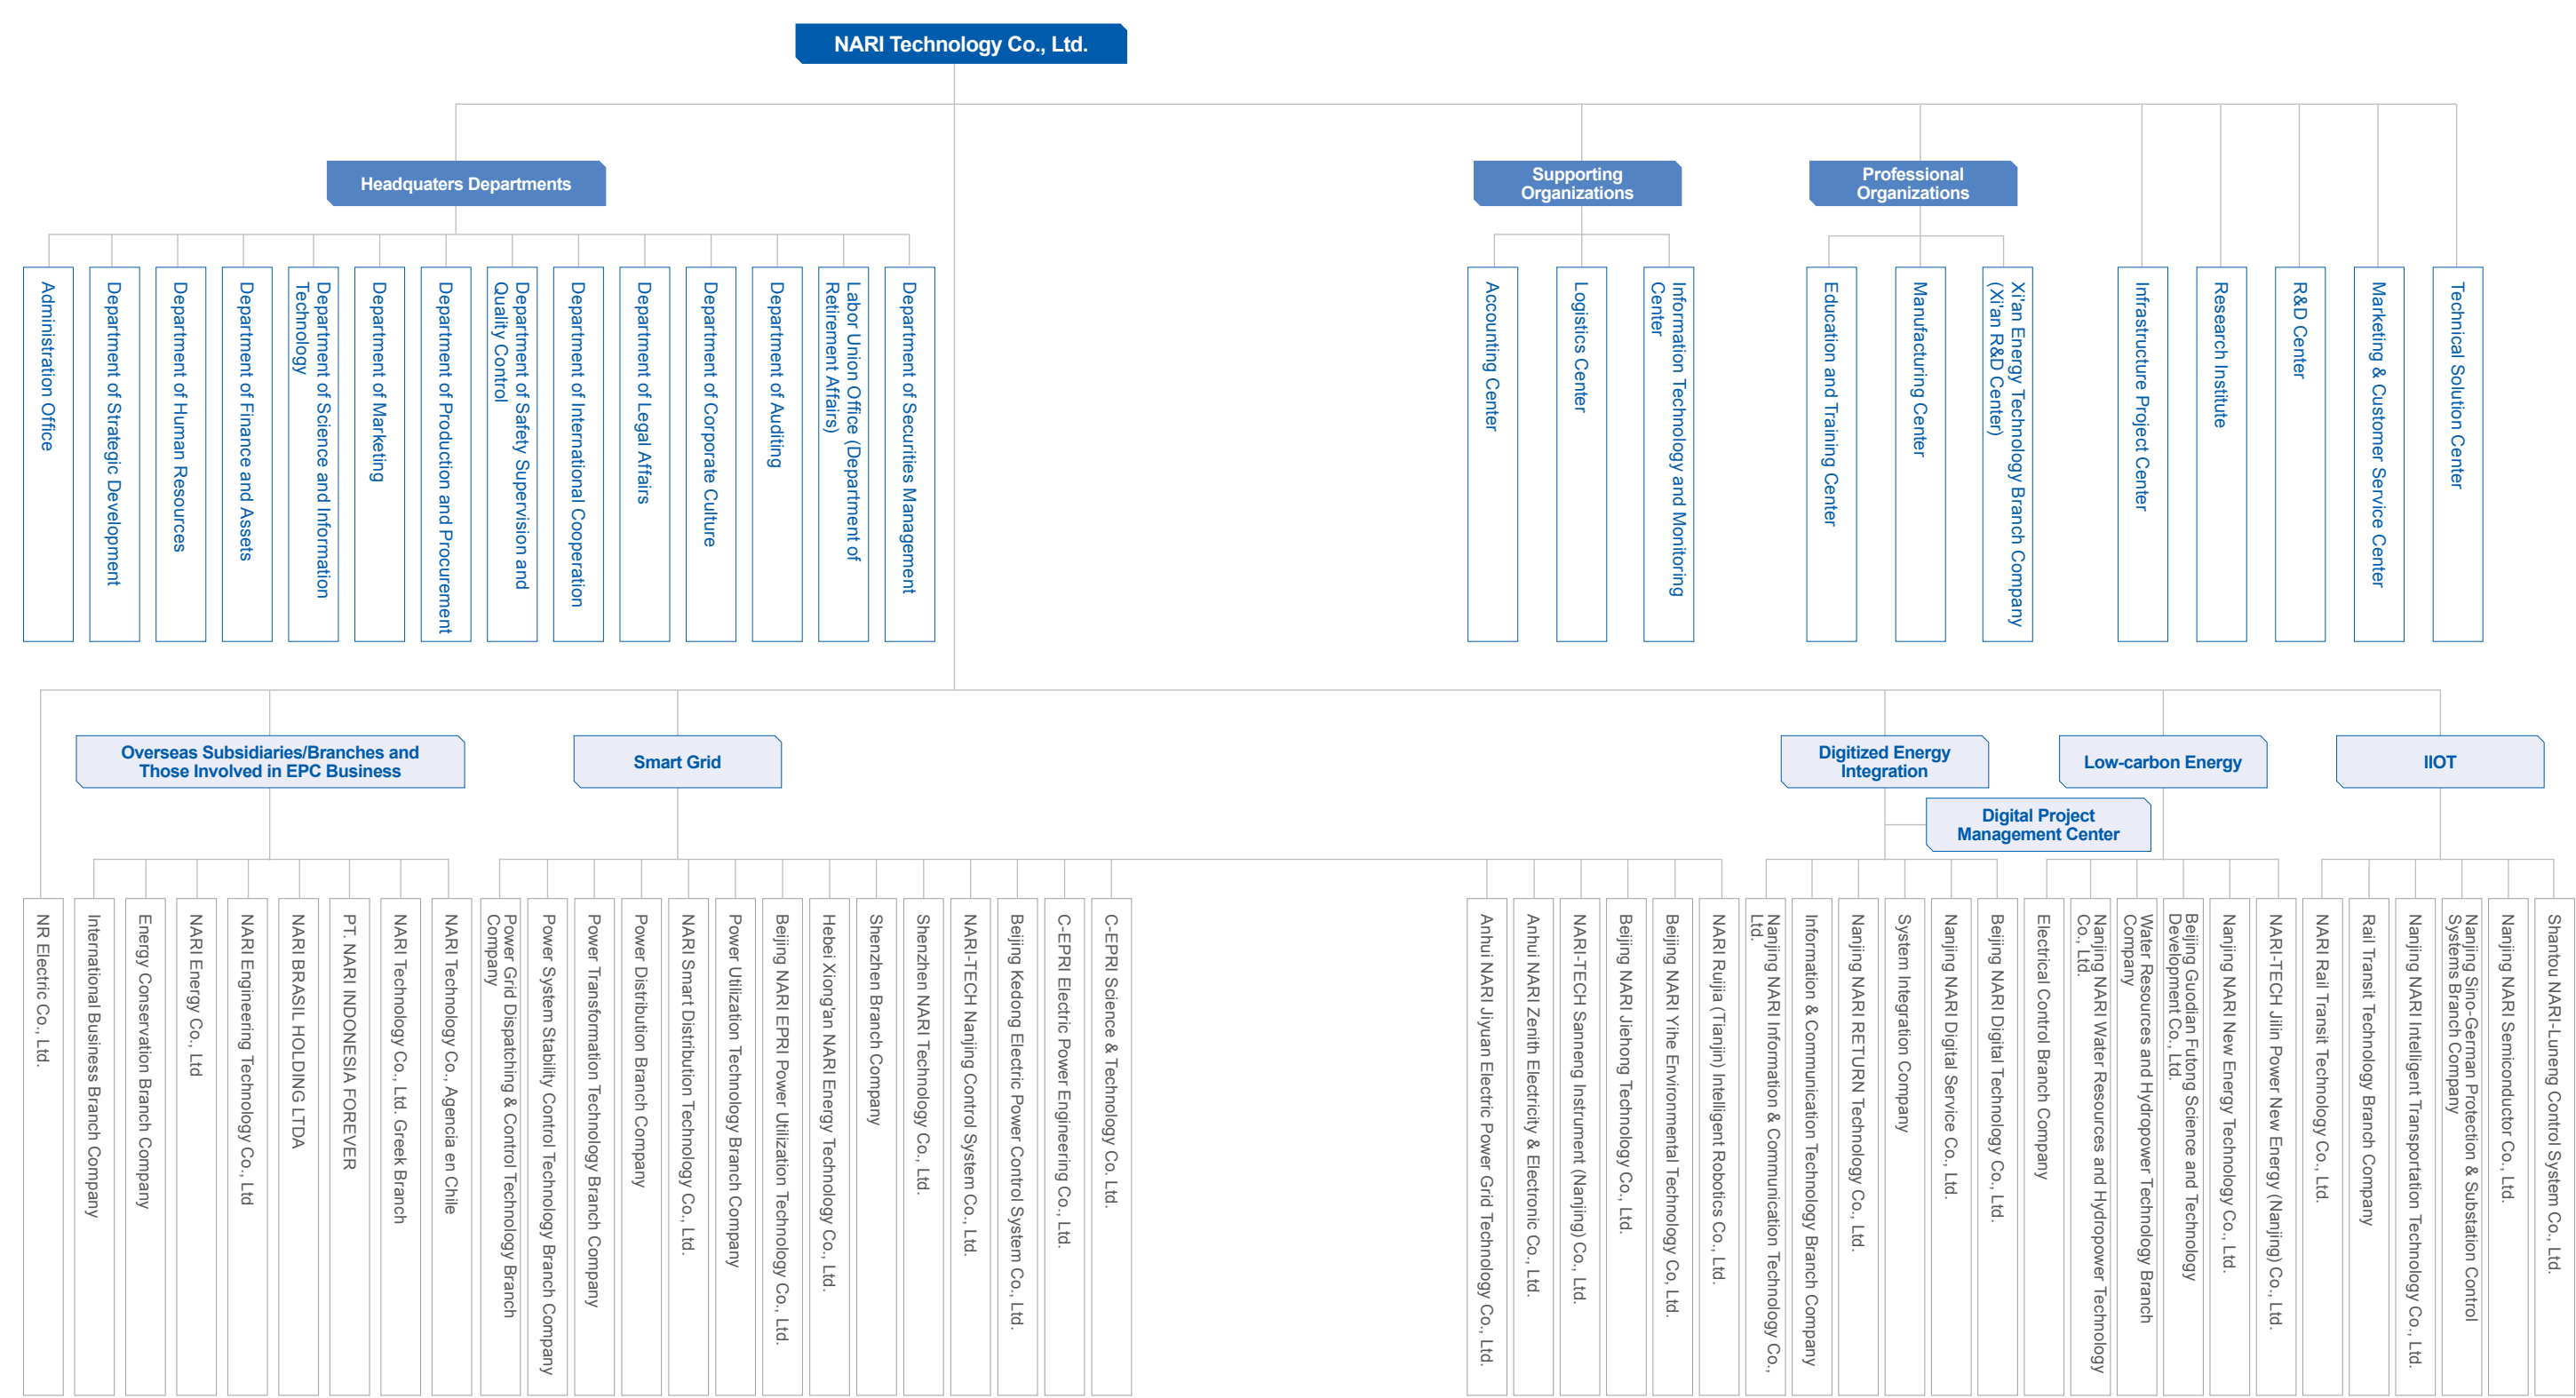 NARI Technology Co., Ltd.
Headquaters Departments
Supporting
Organizations
Professional
Organizations
Administration Office
Department of Strategic Development
Department of Human Resources
Department of Finance and Assets
Department of Science and Information
Technology
Department of Marketing
Department of Production and Procurement
Department of Safety Supervision and
Quality Control
Department of International Cooperation
Department of Legal Affairs
Department of Corporate Culture
Department of Auditing
Labor Union Office (Department of
Retirement Affairs)
Department of Securities Management
Accounting Center
Logistics Center
Information Technology and Monitoring
Center
Education and Training Center
Manufacturing Center
Xi'an Energy Technology Branch Company
(Xi'an R&D Center)
Infrastructure Project Center
Research Institute
R&D Center
Marketing & Customer Service Center
Technical Solution Center
Overseas Subsidiaries/Branches and
Those Involved in EPC Business
Smart Grid
Digitized Energy
Integration
Low-carbon Energy
IIOT
Digital Project
Management Center
NR Electric Co., Ltd.
International Business Branch Company
Energy Conservation Branch Company
NARI Energy Co., Ltd
NARI Engineering Technology Co., Ltd
NARI BRASIL HOLDING LTDA
PT. NARI INDONESIA FOREVER
NARI Technology Co., Ltd. Greek Branch
NARI Technology Co., Agencia en Chile
Power Grid Dispatching & Control Technology Branch
Company
Power System Stability Control Technology Branch Company
Power Transformation Technology Branch Company
Power Distribution Branch Company
NARI Smart Distribution Technology Co., Ltd.
Power Utilization Technology Branch Company
Beijing NARI EPRI Power Utilization Technology Co., Ltd.
Hebei Xiong'an NARI Energy Technology Co., Ltd.
Shenzhen Branch Company
Shenzhen NARI Technology Co., Ltd.
NARI-TECH Nanjing Control System Co., Ltd.
Beijing Kedong Electric Power Control System Co., Ltd.
C-EPRI Electric Power Engineering Co., Ltd.
C-EPRI Science & Technology Co. Ltd.
Anhui NARI Jiyuan Electric Power Grid Technology Co., Ltd.
Anhui NARI Zenith Electricity & Electronic Co., Ltd.
NARI-TECH Sanneng Instrument (Nanjing) Co., Ltd.
Beijing NARI Jiehong Technology Co., Ltd.
Beijing NARI Yihe Environmental Technology Co, Ltd.
NARI Ruijia (Tianjin) Intelligent Robotics Co., Ltd.
Nanjing NARI Information & Communication Technology Co.,
Ltd.
Information & Communication Technology Branch Company
Nanjing NARI RETURN Technology Co., Ltd.
System Integration Company
Nanjing NARI Digital Service Co., Ltd.
Beijing NARI Digital Technology Co., Ltd.
Electrical Control Branch Company
Nanjing NARI Water Resources and Hydropower Technology
Co., Ltd.
Water Resources and Hydropower Technology Branch
Company
Beijing Guodian Futong Science and Technology
Development Co., Ltd.
Nanjing NARI New Energy Technology Co., Ltd.
NARI-TECH Jilin Power New Energy (Nanjing) Co., Ltd.
NARI Rail Transit Technology Co., Ltd.
Rail Transit Technology Branch Company
Nanjing NARI Intelligent Transportation Technology Co., Ltd.
Nanjing Sino-German Protection & Substation Control
Systems Branch Company
Nanjing NARI Semiconductor Co., Ltd.
Shantou NARI-Luneng Control System Co., Ltd.